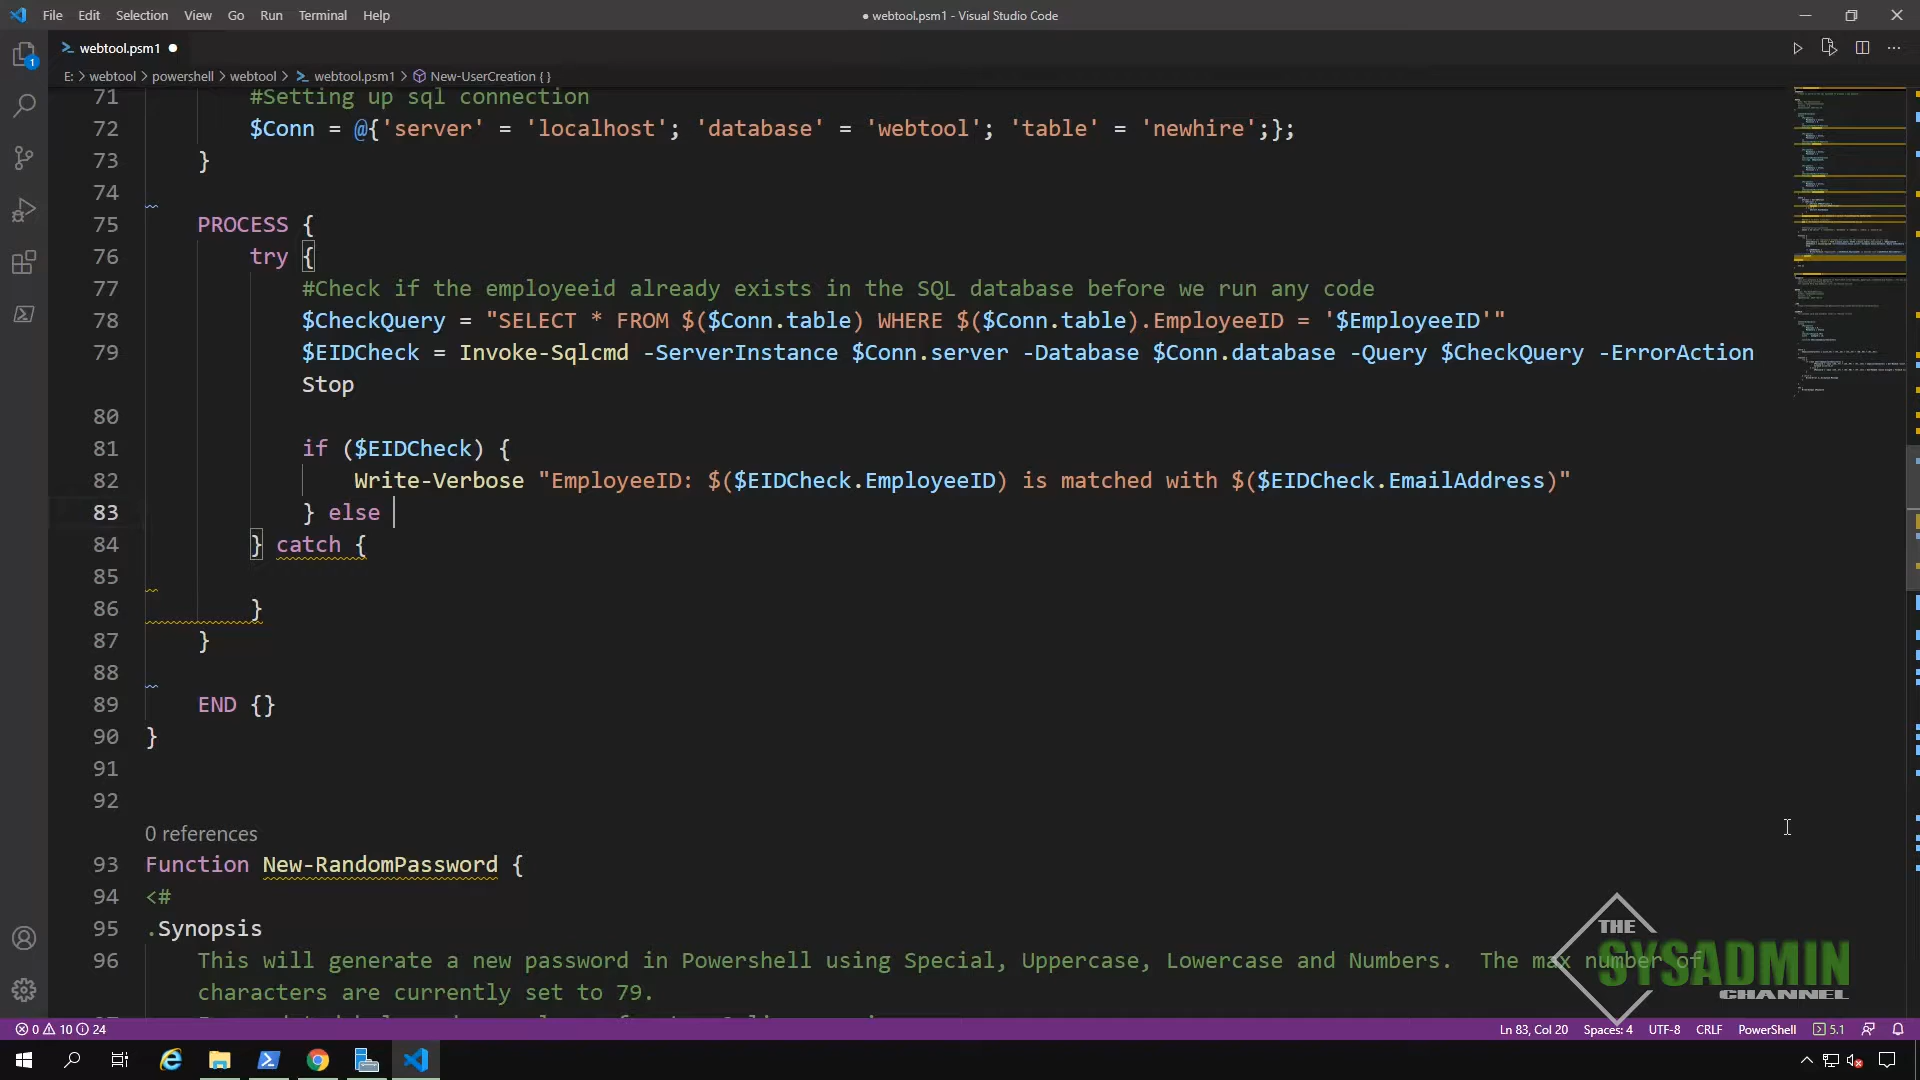 File Edit Selection View Go Run Terminal Help
● webtool.psm1 - Visual Studio Code
webtool.psm1 ●
E: > webtool > powershell > webtool > webtool.psm1 > New-UserCreation { }
1
71 #Setting up sql connection
72 $Conn = @{'server' = 'localhost'; 'database' = 'webtool'; 'table' = 'newhire';};
73 }
74
75 PROCESS {
76 try {
77 #Check if the employeeid already exists in the SQL database before we run any code
78 $CheckQuery = "SELECT * FROM $($Conn.table) WHERE $($Conn.table).EmployeeID = '$EmployeeID'"
79 $EIDCheck = Invoke-Sqlcmd -ServerInstance $Conn.server -Database $Conn.database -Query $CheckQuery -ErrorAction
Stop
80
81 if ($EIDCheck) {
82 Write-Verbose "EmployeeID: $($EIDCheck.EmployeeID) is matched with $($EIDCheck.EmailAddress)"
83 } else
84 } catch {
85
86 }
87 }
88
89 END {}
90 }
91
92
0 references
93 Function New-RandomPassword {
94 <#
95 .Synopsis
96 This will generate a new password in Powershell using Special, Uppercase, Lowercase and Numbers. The max number of
characters are currently set to 79.
THE
SYSADMIN
CHANNEL
0 10 24
Ln 83, Col 20 Spaces: 4 UTF-8 CRLF PowerShell 5.1